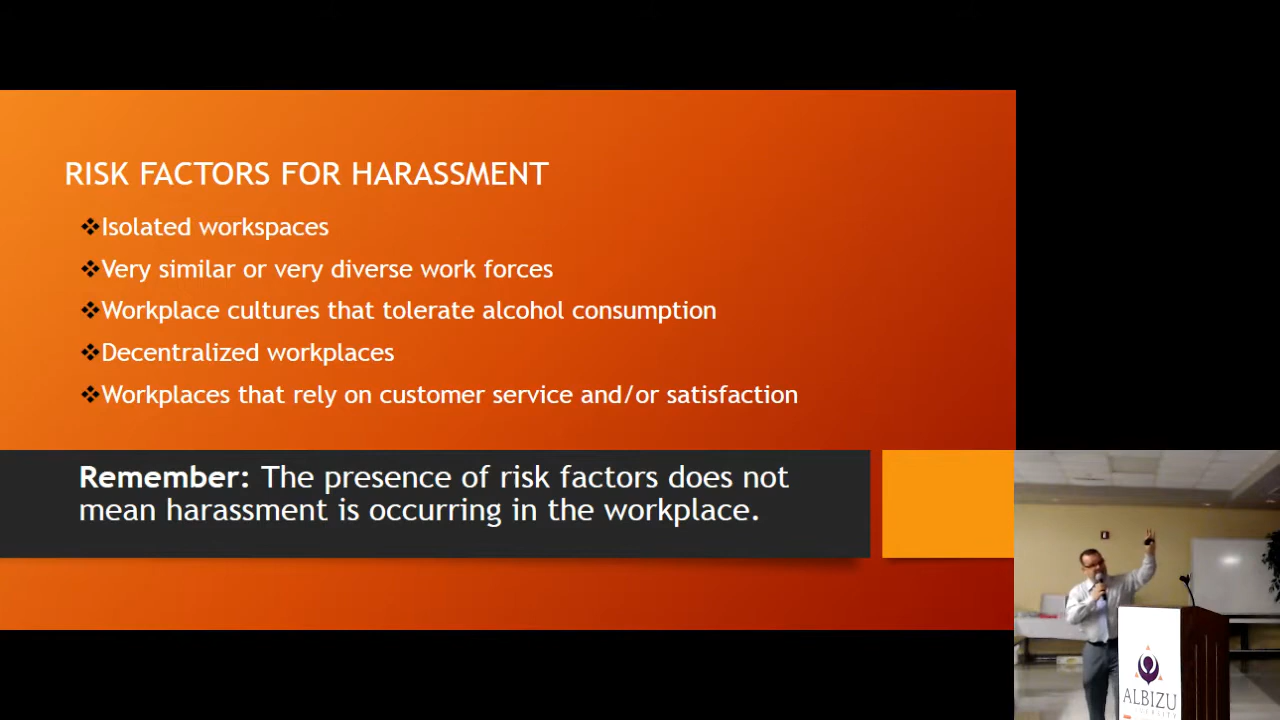 RISK FACTORS FOR HARASSMENT
❖Isolated workspaces
❖Very similar or very diverse work forces
❖Workplace cultures that tolerate alcohol consumption
❖Decentralized workplaces
❖Workplaces that rely on customer service and/or satisfaction
Remember: The presence of risk factors does not
mean harassment is occurring in the workplace.
ALBIZU